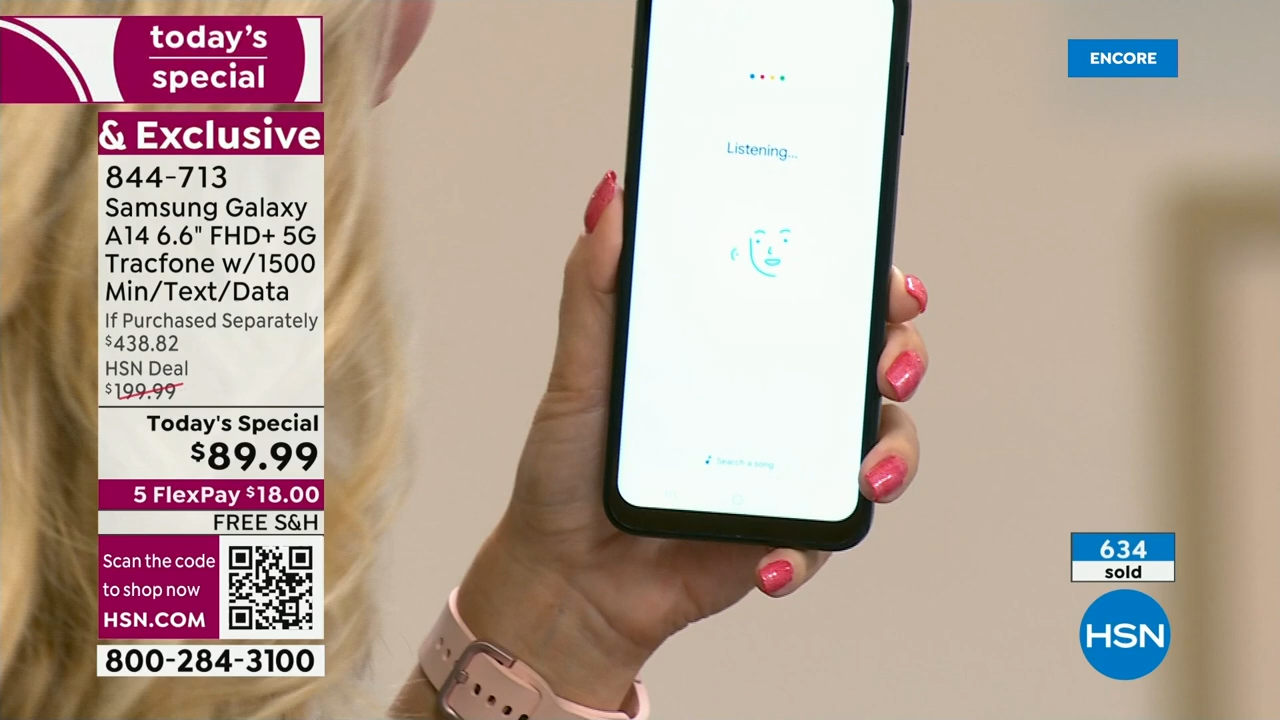 today's
special
& Exclusive
844-713
Samsung Galaxy
A14 6.6" FHD+ 5G
Tracfone w/1500
Min/Text/Data
If Purchased Separately
$438.82
HSN Deal
$199.99
Today's Special
$89.99
5 FlexPay $18.00
FREE S&H
Scan the code
to shop now
HSN.COM
800-284-3100
Listening...
Search a song
ENCORE
634
sold
HSN